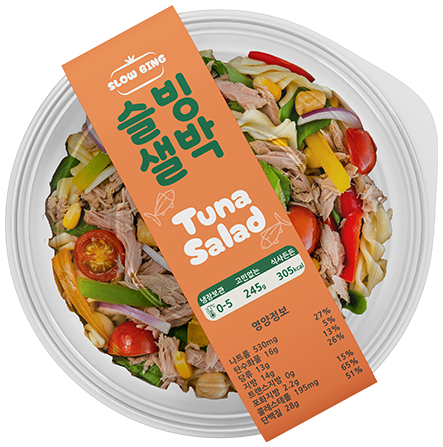 SLOW BING
슬빙
샐박
Tuna
Salad
냉장보관 고민없는 식사든든
0-5 245g 305kcal
영양정보
나트륨 530mg 27%
탄수화물 16g 5%
당류 13g 13%
지방 14g 26%
트랜스지방 0g
포화지방 2.2g 15%
콜레스테롤 195mg 65%
단백질 28g 51%